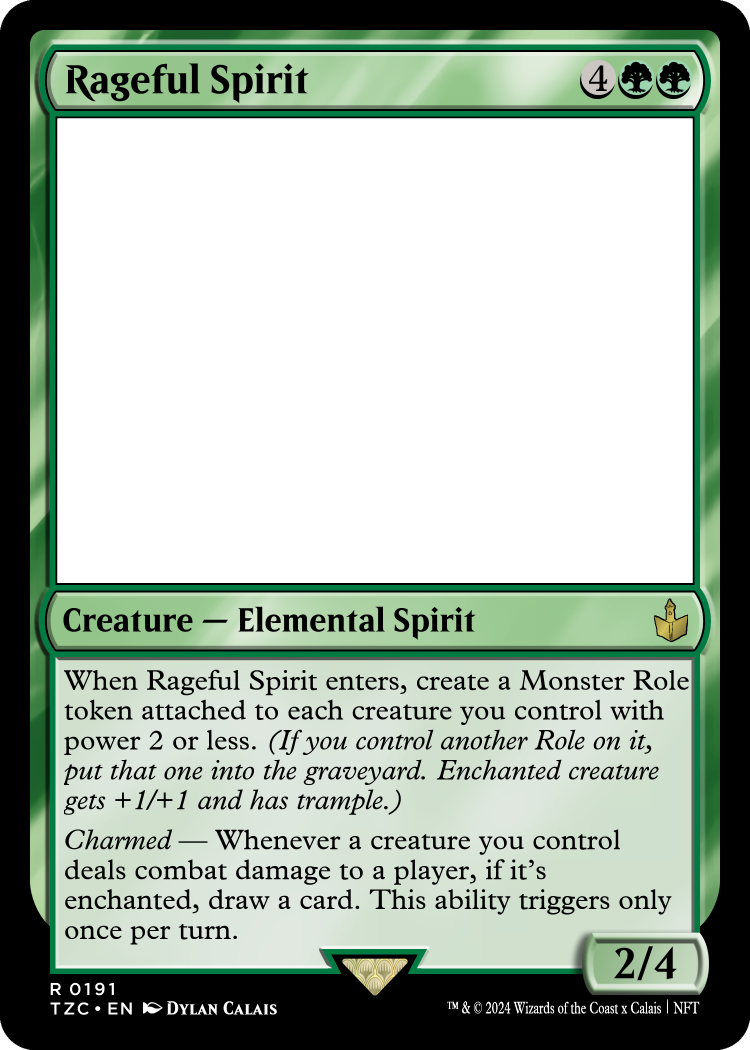 Rageful Spirit 4
Creature — Elemental Spirit
When Rageful Spirit enters, create a Monster Role
token attached to each creature you control with
power 2 or less. (If you control another Role on it,
put that one into the graveyard. Enchanted creature
gets +1/+1 and has trample.)
Charmed — Whenever a creature you control
deals combat damage to a player, if it's
enchanted, draw a card. This ability triggers only
once per turn.
2/4
R 0191
TZC • EN DYLAN CALAIS
™ & © 2024 Wizards of the Coast x Calais | NFT